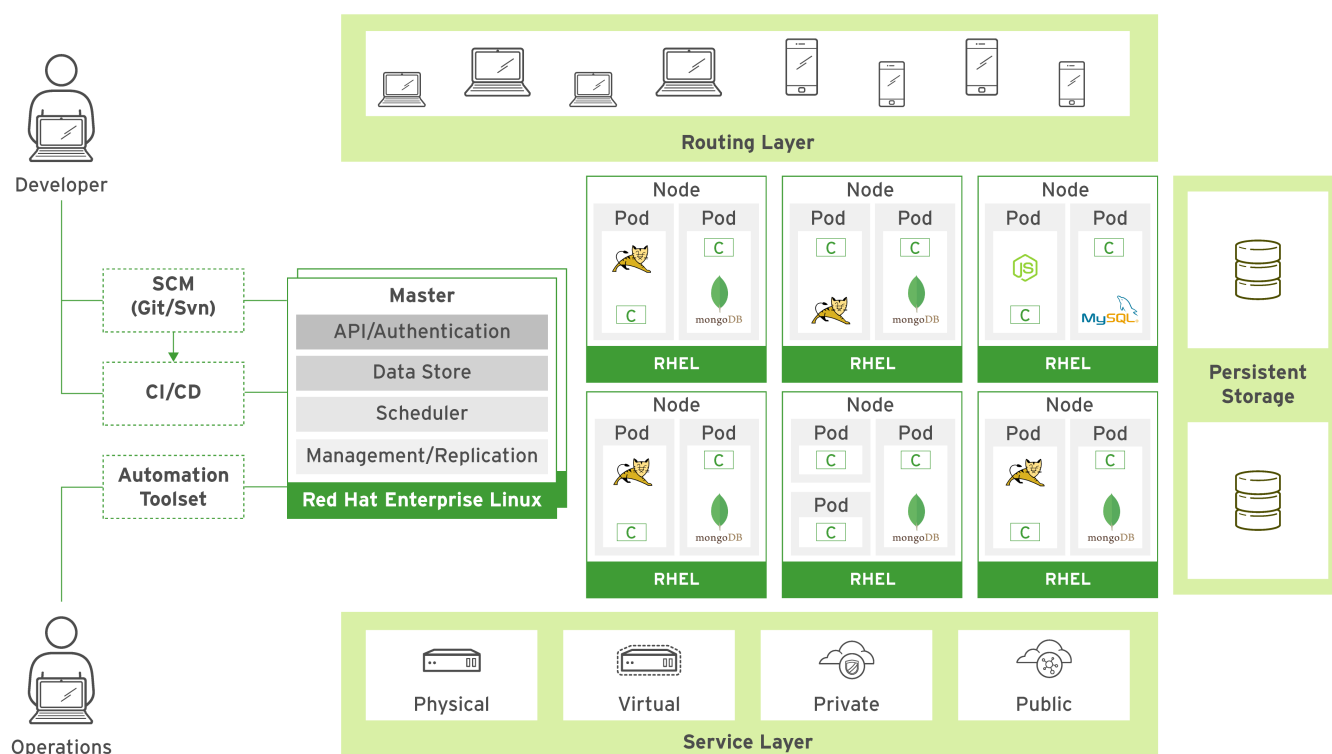 Routing Layer
Developer
SCM
(Git/Svn)
CI/CD
Automation
Toolset
Operations
Master
API/Authentication
Data Store
Scheduler
Management/Replication
Red Hat Enterprise Linux
Node
Pod
Pod
C
C
mongoDB
RHEL
Node
Pod
Pod
C
C
mongoDB
RHEL
Node
Pod
Pod
JS
C
C
MySQL
RHEL
Node
Pod
Pod
C
C
mongoDB
RHEL
Node
Pod
C
Pod
C
Pod
C
mongoDB
RHEL
Node
Pod
Pod
C
C
mongoDB
RHEL
Persistent
Storage
Physical
Virtual
Private
Public
Service Layer